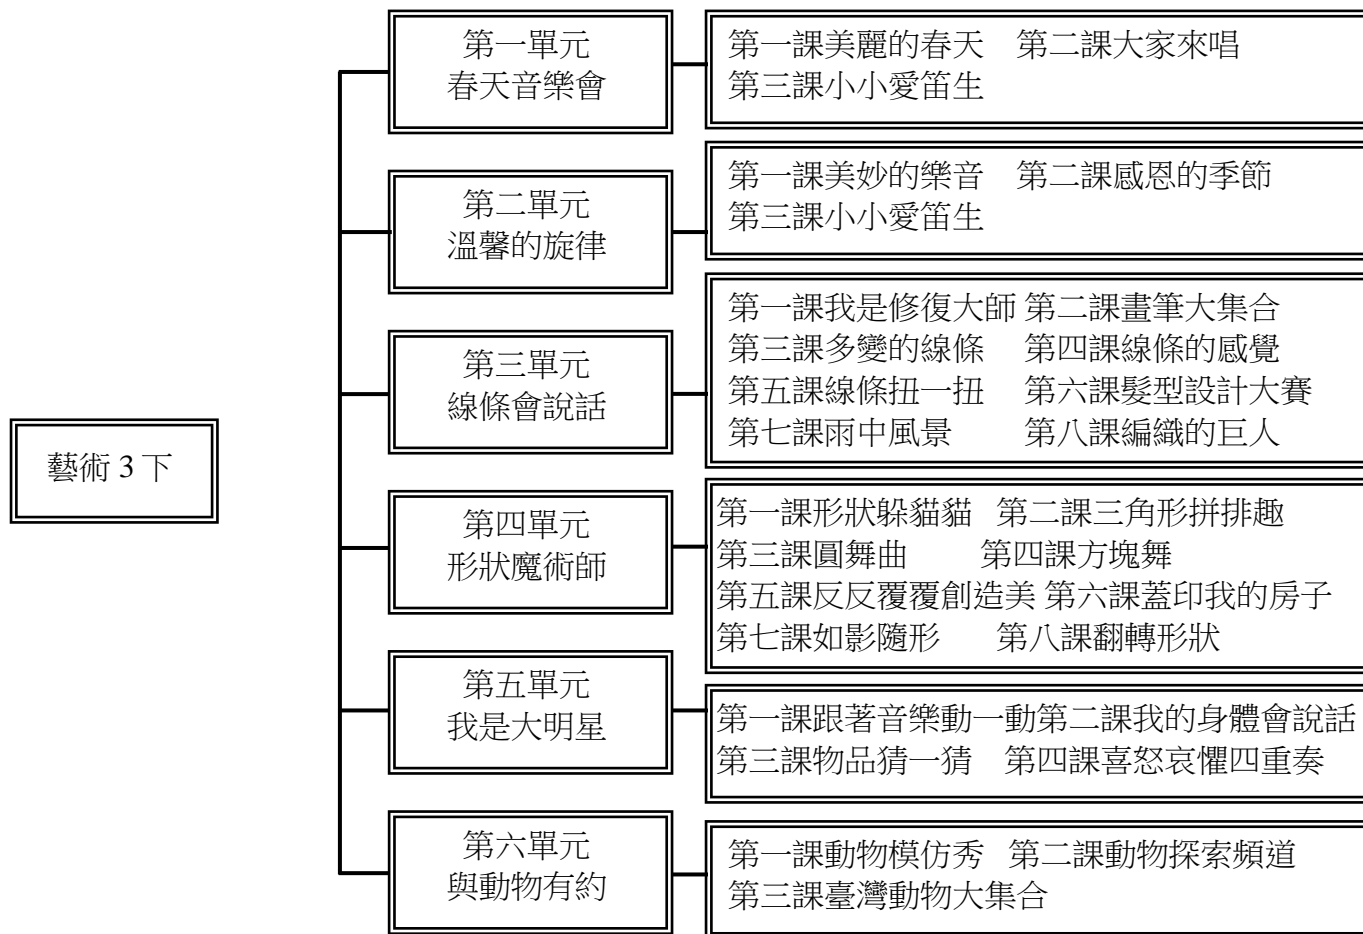 藝術 3 下
第一單元
春天音樂會
第一課美麗的春天 第二課大家來唱
第三課小小愛笛生
第二單元
溫馨的旋律
第一課美妙的樂音 第二課感恩的季節
第三課小小愛笛生
第三單元
線條會說話
第一課我是修復大師 第二課畫筆大集合
第三課多變的線條 第四課線條的感覺
第五課線條扭一扭 第六課髮型設計大賽
第七課雨中風景 第八課編織的巨人
第四單元
形狀魔術師
第一課形狀躲貓貓 第二課三角形拼排趣
第三課圓舞曲 第四課方塊舞
第五課反反覆覆創造美 第六課蓋印我的房子
第七課如影隨形 第八課翻轉形狀
第五單元
我是大明星
第一課跟著音樂動一動第二課我的身體會說話
第三課物品猜一猜 第四課喜怒哀懼四重奏
第六單元
與動物有約
第一課動物模仿秀 第二課動物探索頻道
第三課臺灣動物大集合